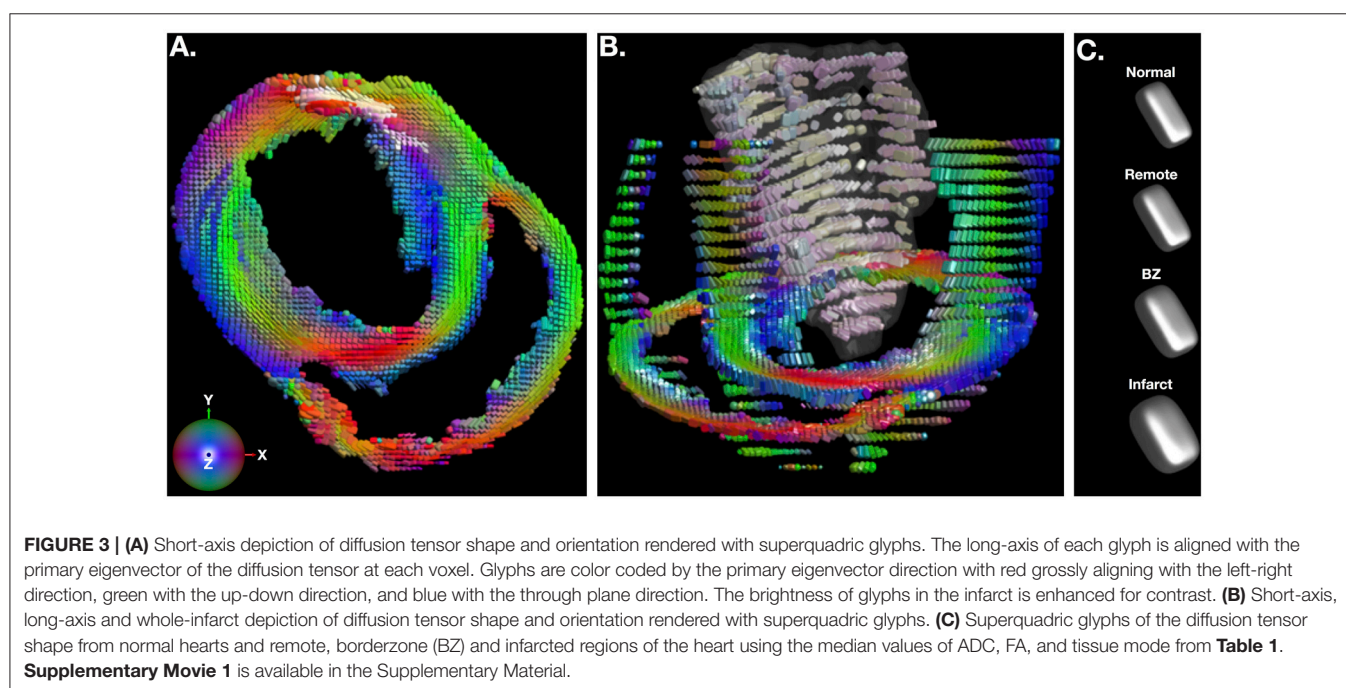 A.
B.
C.
Normal
Remote
BZ
Infarct
Y
X
Z
FIGURE 3 | (A) Short-axis depiction of diffusion tensor shape and orientation rendered with superquadric glyphs. The long-axis of each glyph is aligned with the
primary eigenvector of the diffusion tensor at each voxel. Glyphs are color coded by the primary eigenvector direction with red grossly aligning with the left-right
direction, green with the up-down direction, and blue with the through plane direction. The brightness of glyphs in the infarct is enhanced for contrast. (B) Short-axis,
long-axis and whole-infarct depiction of diffusion tensor shape and orientation rendered with superquadric glyphs. (C) Superquadric glyphs of the diffusion tensor
shape from normal hearts and remote, borderzone (BZ) and infarcted regions of the heart using the median values of ADC, FA, and tissue mode from Table 1.
Supplementary Movie 1 is available in the Supplementary Material.